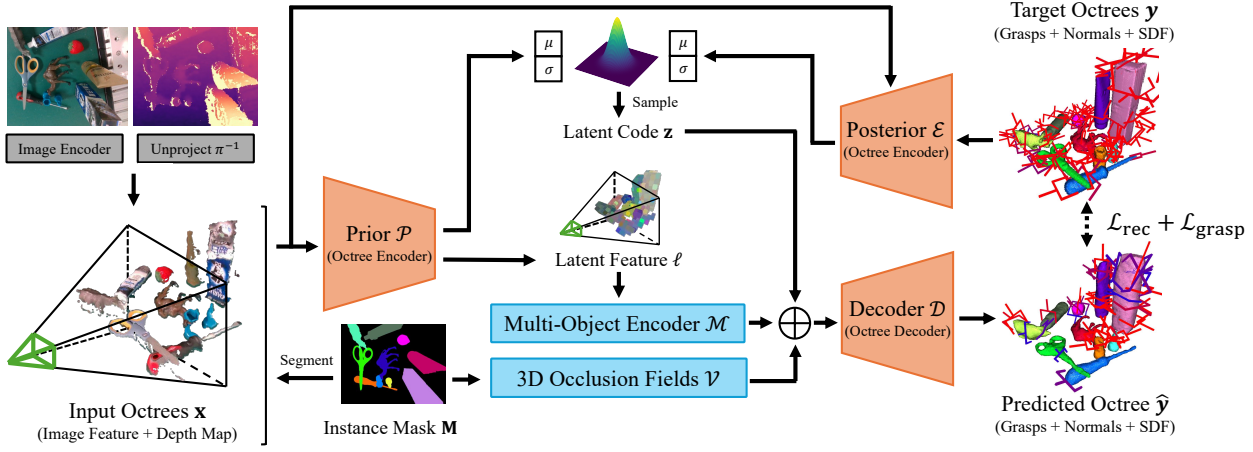 Image Encoder
Unproject π⁻¹
Input Octrees x
(Image Feature + Depth Map)
Prior 𝒫
(Octree Encoder)
μ
σ
μ
σ
Sample
Latent Code z
Latent Feature ℓ
Segment
Instance Mask M
Multi-Object Encoder ℳ
3D Occlusion Fields 𝒱
Posterior ℰ
(Octree Encoder)
Decoder 𝒟
(Octree Decoder)
Target Octrees y
(Grasps + Normals + SDF)
ℒrec + ℒgrasp
Predicted Octree ŷ
(Grasps + Normals + SDF)